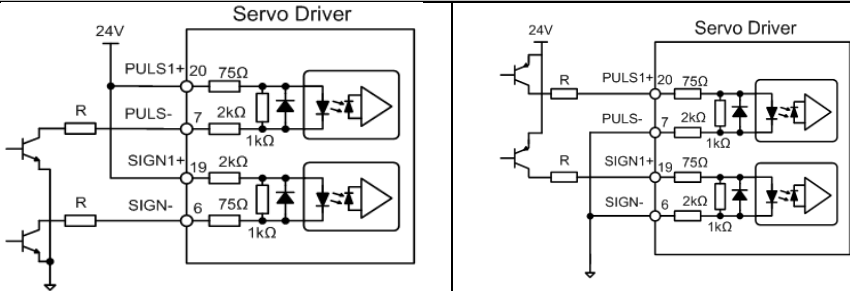 Servo Driver
24V
PULS1+ 20 75Ω
R PULS- 7 2kΩ
1kΩ
SIGN1+ 19 2kΩ
R SIGN- 6 75Ω
1kΩ
Servo Driver
24V
R PULS1+ 20 75Ω
PULS- 7 2kΩ
1kΩ
R SIGN1+ 19 75Ω
SIGN- 6 2kΩ
1kΩ